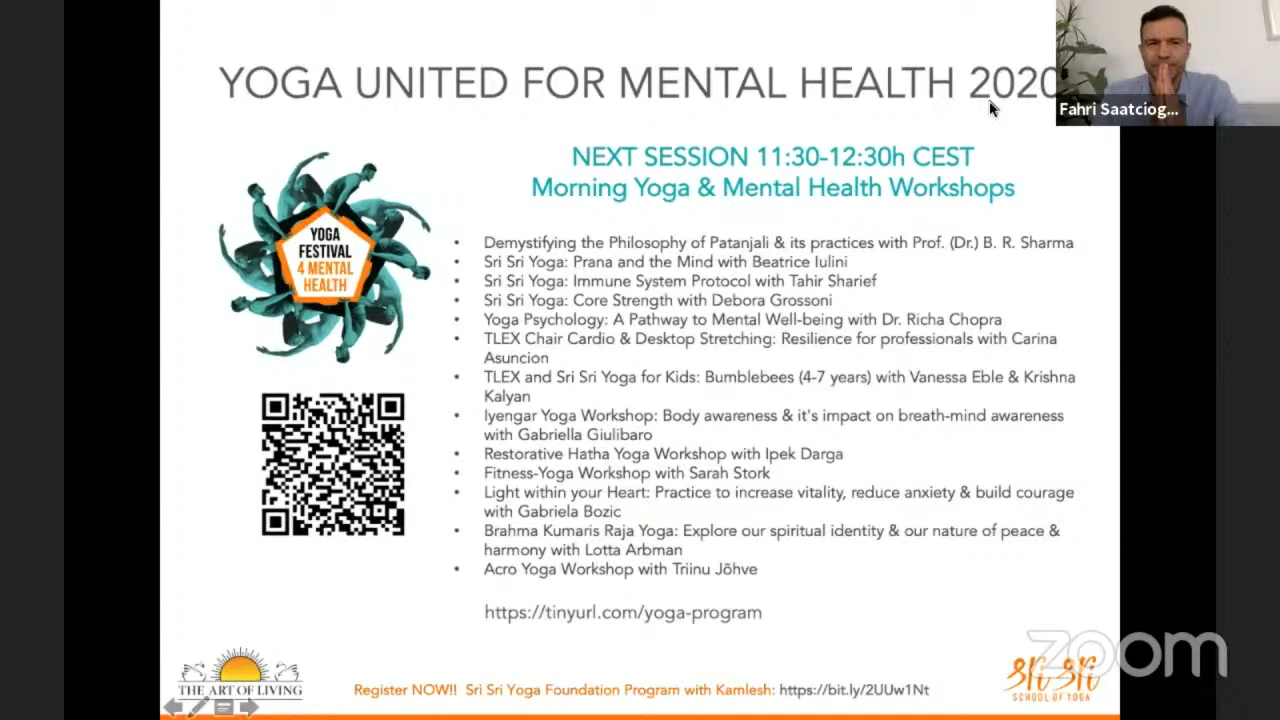 YOGA UNITED FOR MENTAL HEALTH 2020
Fahri Saatciog...
NEXT SESSION 11:30-12:30h CEST
Morning Yoga & Mental Health Workshops
YOGA
FESTIVAL
4 MENTAL
HEALTH
• Demystifying the Philosophy of Patanjali & its practices with Prof. (Dr.) B. R. Sharma
• Sri Sri Yoga: Prana and the Mind with Beatrice Iulini
• Sri Sri Yoga: Immune System Protocol with Tahir Sharief
• Sri Sri Yoga: Core Strength with Debora Grossoni
• Yoga Psychology: A Pathway to Mental Well-being with Dr. Richa Chopra
• TLEX Chair Cardio & Desktop Stretching: Resilience for professionals with Carina
Asuncion
• TLEX and Sri Sri Yoga for Kids: Bumblebees (4-7 years) with Vanessa Eble & Krishna
Kalyan
• Iyengar Yoga Workshop: Body awareness & it's impact on breath-mind awareness
with Gabriella Giulibaro
• Restorative Hatha Yoga Workshop with Ipek Darga
• Fitness-Yoga Workshop with Sarah Stork
• Light within your Heart: Practice to increase vitality, reduce anxiety & build courage
with Gabriela Bozic
• Brahma Kumaris Raja Yoga: Explore our spiritual identity & our nature of peace &
harmony with Lotta Arbman
• Acro Yoga Workshop with Triinu Jõhve
https://tinyurl.com/yoga-program
zoom
THE ART OF LIVING
Register NOW!! Sri Sri Yoga Foundation Program with Kamlesh: https://bit.ly/2UUw1Nt
Sri Sri
SCHOOL OF YOGA